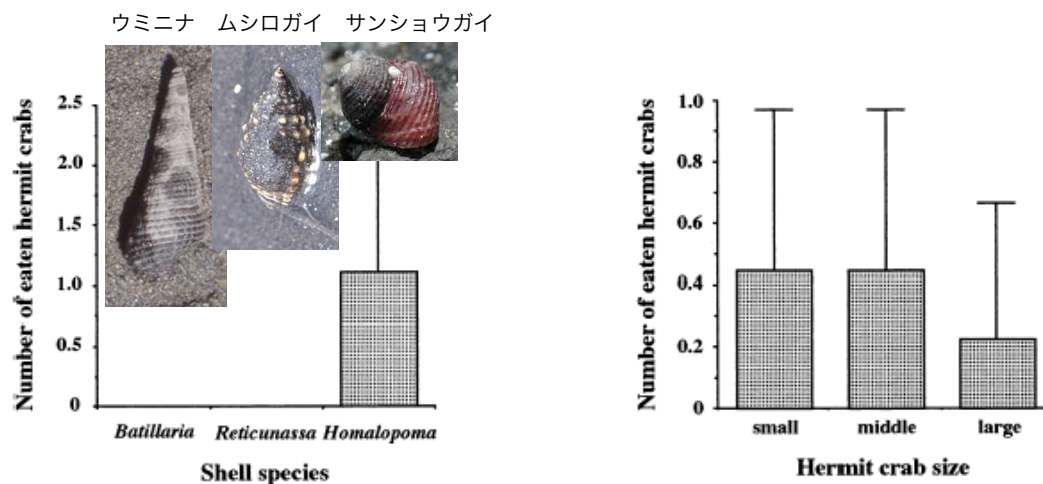 ウミニナ ムシロガイ サンショウガイ
Number of eaten hermit crabs
2.5
2.0
1.5
1.0
0.5
0
Batillaria Reticunassa Homalopoma
Shell species
Number of eaten hermit crabs
1.0
0.8
0.6
0.4
0.2
0
small middle large
Hermit crab size